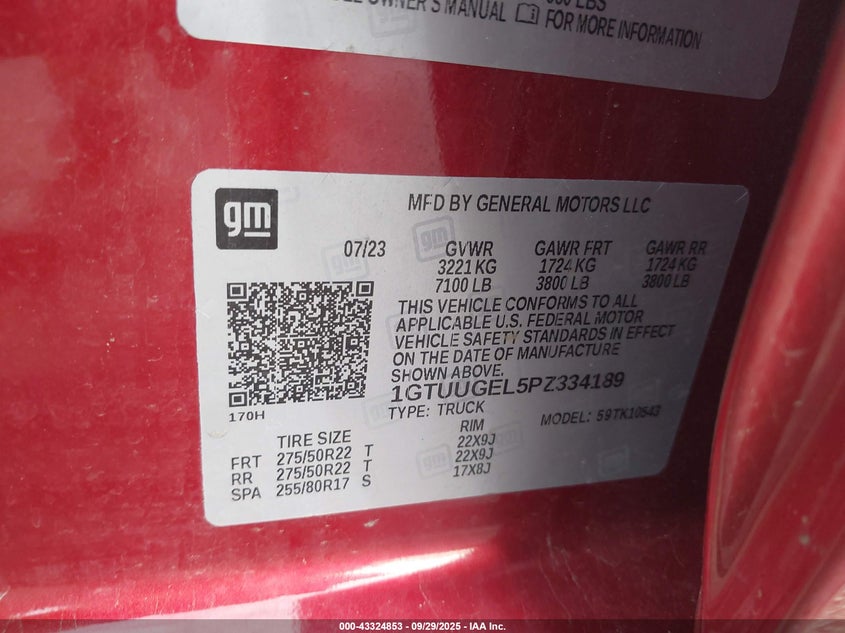 OWNER'S MANUAL FOR MORE INFORMATION
gm
MFD BY GENERAL MOTORS LLC
07/23 GVWR GAWR FRT GAWR RR
3221 KG 1724 KG 1724 KG
7100 LB 3800 LB 3800 LB
THIS VEHICLE CONFORMS TO ALL
APPLICABLE U.S. FEDERAL MOTOR
VEHICLE SAFETY STANDARDS IN EFFECT
ON THE DATE OF MANUFACTURE
SHOWN ABOVE.
1GTUUGEL5PZ334189
170H
TYPE: TRUCK MODEL: 59TK10543
TIRE SIZE RIM
FRT 275/50R22 T 22X9J
RR 275/50R22 T 22X9J
SPA 255/80R17 S 17X8J
000-43324853 - 09/29/2025 - IAA Inc.